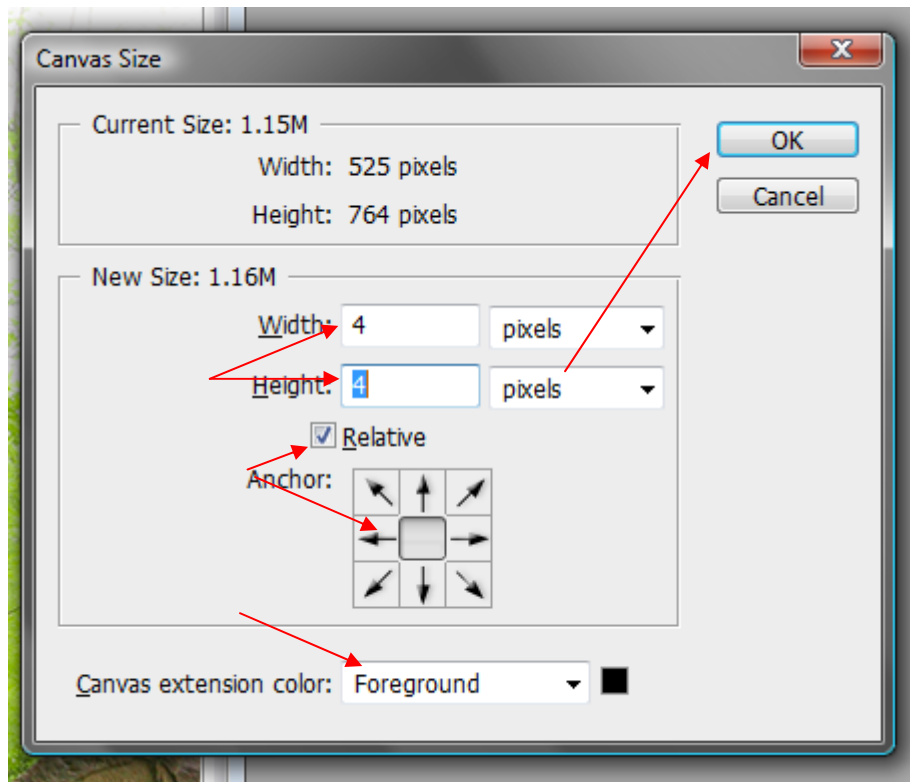 Canvas Size
Current Size: 1.15M
Width: 525 pixels
Height: 764 pixels
OK
Cancel
New Size: 1.16M
Width: 4 pixels
Height: 4 pixels
Relative
Anchor:
Canvas extension color: Foreground